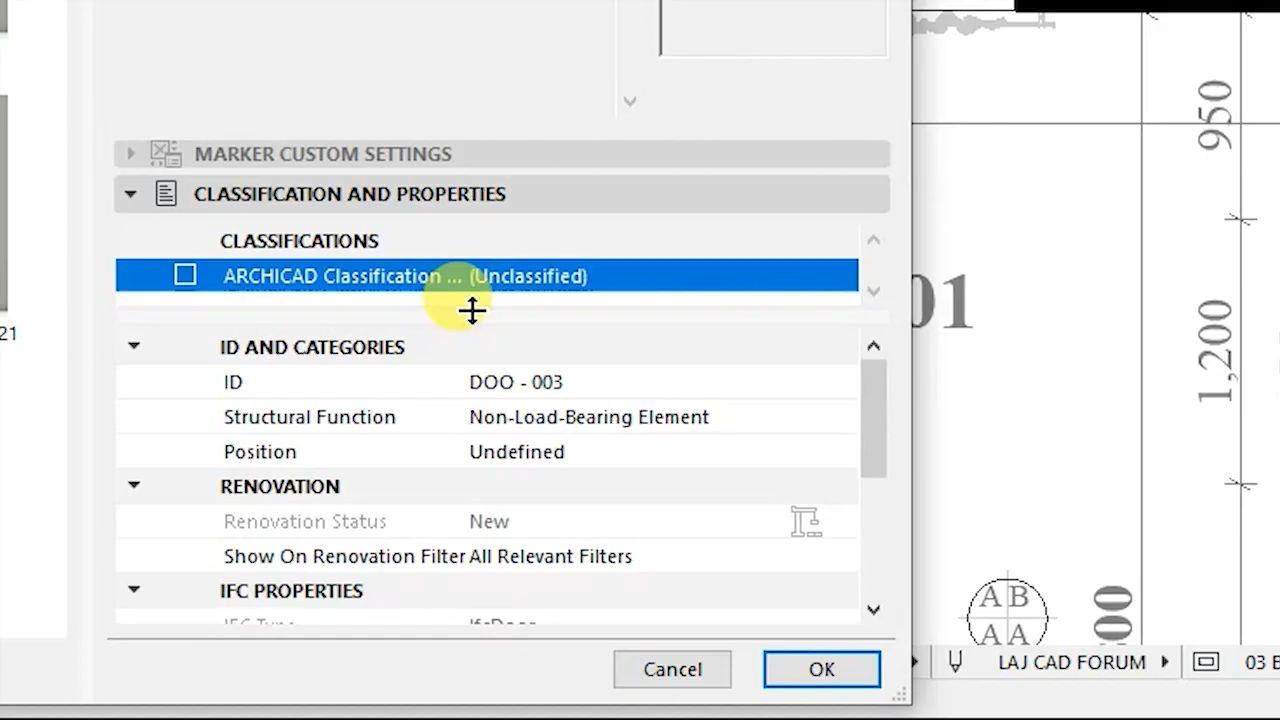 MARKER CUSTOM SETTINGS
CLASSIFICATION AND PROPERTIES
CLASSIFICATIONS
ARCHICAD Classification ... (Unclassified)
ID AND CATEGORIES
ID DOO - 003
Structural Function Non-Load-Bearing Element
Position Undefined
RENOVATION
Renovation Status New
Show On Renovation Filter All Relevant Filters
IFC PROPERTIES
Cancel OK
21
950
01
1,200
A B
A A
00
LAJ CAD FORUM
03